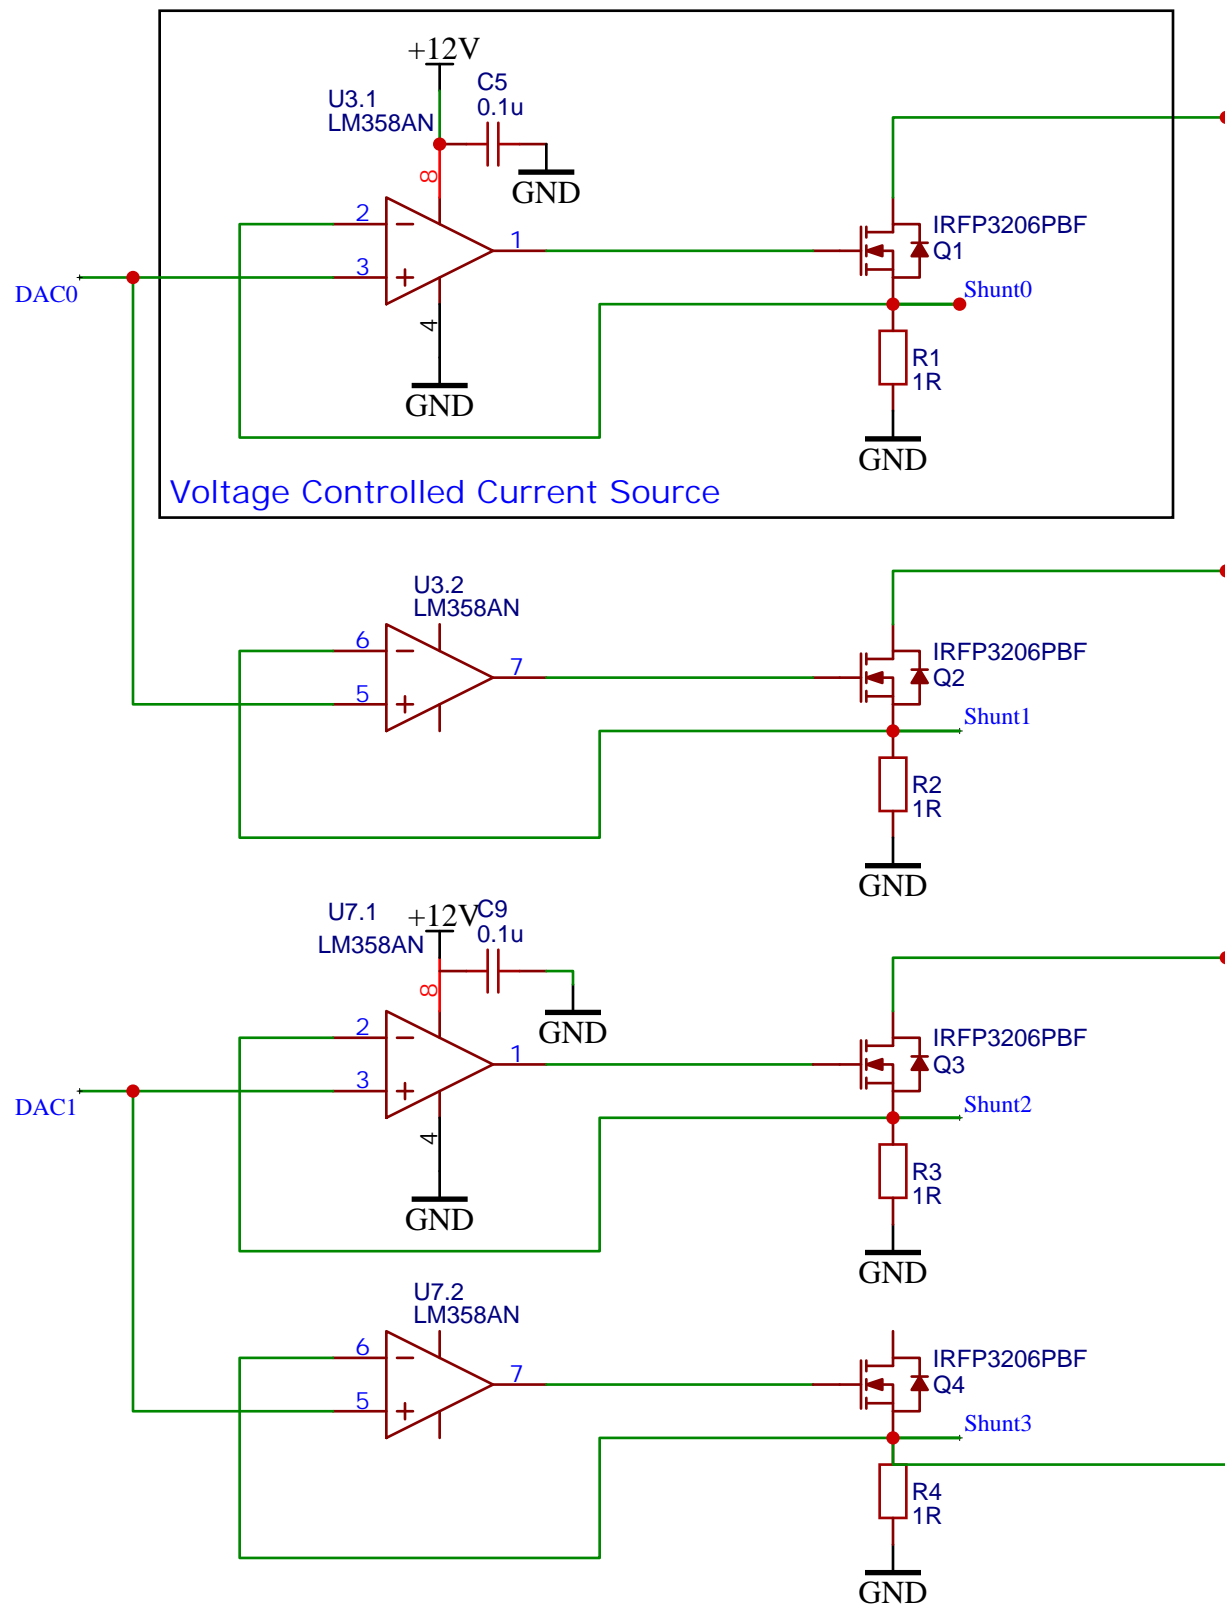 +12V
C5
0.1u
U3.1
LM358AN
8
GND
2
3
1
4
GND
DAC0
IRFP3206PBF
Q1
Shunt0
R1
1R
GND
Voltage Controlled Current Source
U3.2
LM358AN
6
5
7
IRFP3206PBF
Q2
Shunt1
R2
1R
GND
U7.1
LM358AN
+12V
C9
0.1u
8
GND
2
3
1
4
GND
DAC1
IRFP3206PBF
Q3
Shunt2
R3
1R
GND
U7.2
LM358AN
6
5
7
IRFP3206PBF
Q4
Shunt3
R4
1R
GND